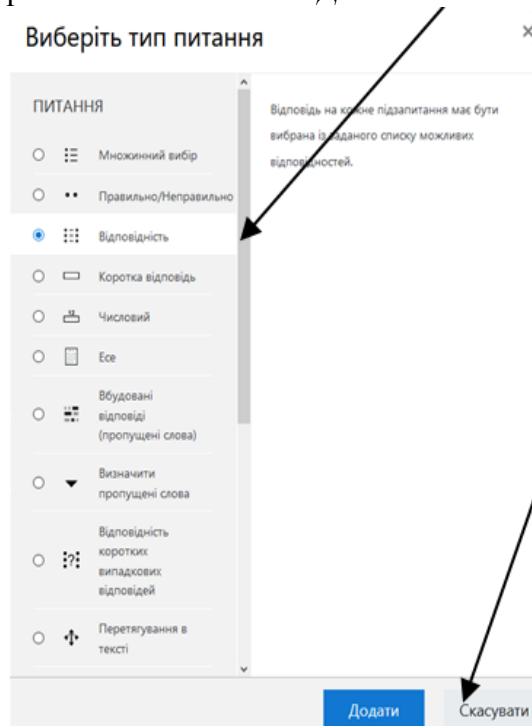 Виберіть тип питання
ПИТАННЯ
Множинний вибір
Правильно/Неправильно
Відповідність
Коротка відповідь
Числовий
Есе
Вбудовані
відповіді
(пропущені слова)
Визначити
пропущені слова
Відповідність
коротких
випадкових
відповідей
Перетягування в
тексті
Відповідь на кожне підзапитання має бути
вибрана із заданого списку можливих
відповідностей.
Додати
Скасувати